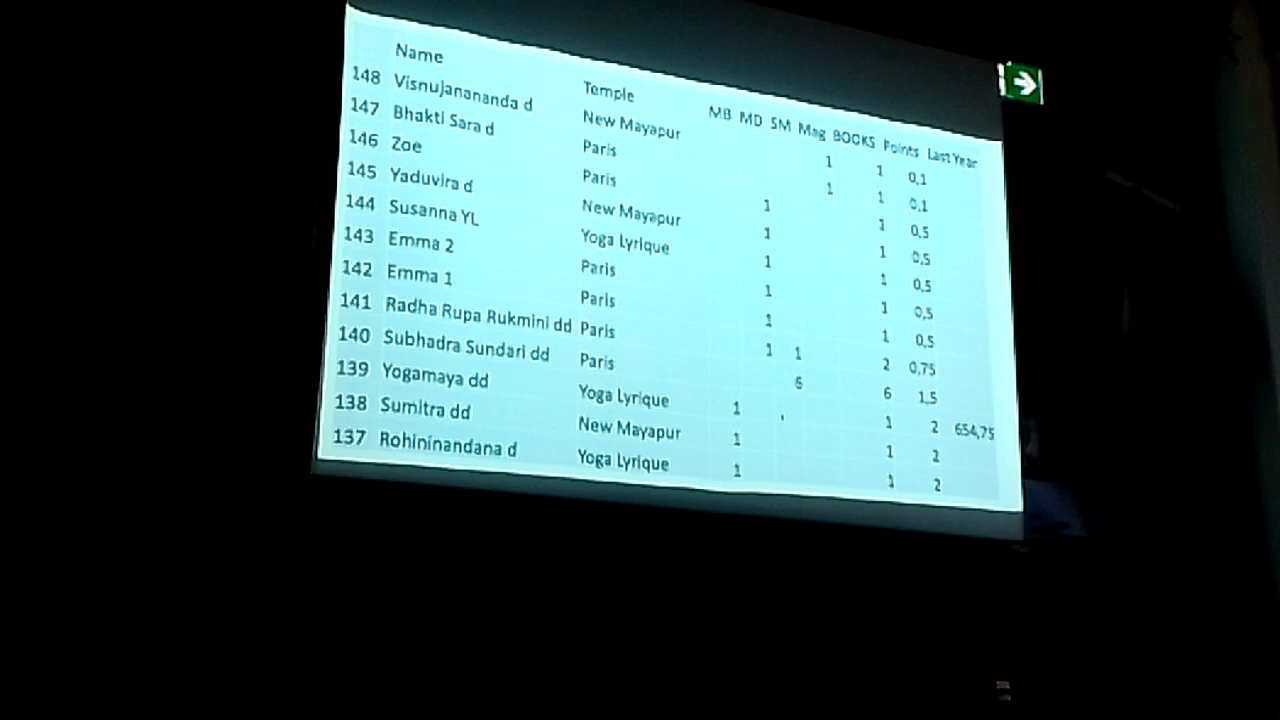 Name Temple MB MD SM Mag BOOKS Points Last Year
148 Visnujanananda d New Mayapur 1 1 0,1
147 Bhakti Sara d Paris 1 1 0,1
146 Zoe Paris 1 1 0,5
145 Yaduvira d New Mayapur 1 1 0,5
144 Susanna YL Yoga Lyrique 1 1 0,5
143 Emma 2 Paris 1 1 0,5
142 Emma 1 Paris 1 1 0,5
141 Radha Rupa Rukmini dd Paris 1 1 2 0,75
140 Subhadra Sundari dd Paris 6 6 1,5
139 Yogamaya dd Yoga Lyrique 1 1 2 654,75
138 Sumitra dd New Mayapur 1 1 2
137 Rohininandana d Yoga Lyrique 1 1 2